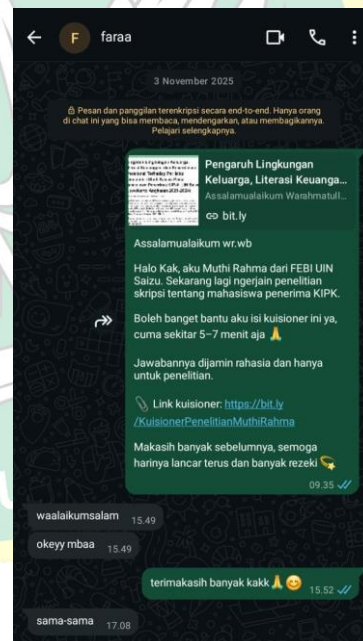 F
faraa
3 November 2025
Pesan dan panggilan terenkripsi secara end-to-end. Hanya orang
di chat ini yang bisa membaca, mendengarkan, atau membagikannya.
Pelajari selengkapnya.
Pengaruh Lingkungan
Keluarga, Literasi Keuanga...
Assalamualaikum Warahmatull...
bit.ly
Assalamualaikum wr.wb
Halo Kak, aku Muthi Rahma dari FEBI UIN
Saizu. Sekarang lagi ngerjain penelitian
skripsi tentang mahasiswa penerima KIPK.
Boleh banget bantu aku isi kuisioner ini ya,
cuma sekitar 5–7 menit aja 🙏
Jawabannya dijamin rahasia dan hanya
untuk penelitian.
📎 Link kuisioner: https://bit.ly
/KuisionerPenelitianMuthiRahma
Makasih banyak sebelumnya, semoga
harinya lancar terus dan banyak rezeki 💫
09.35
waalaikumsalam 15.49
okeyy mbaa 15.49
terimakasih banyak kakk🙏😊 15.52
sama-sama 17.08